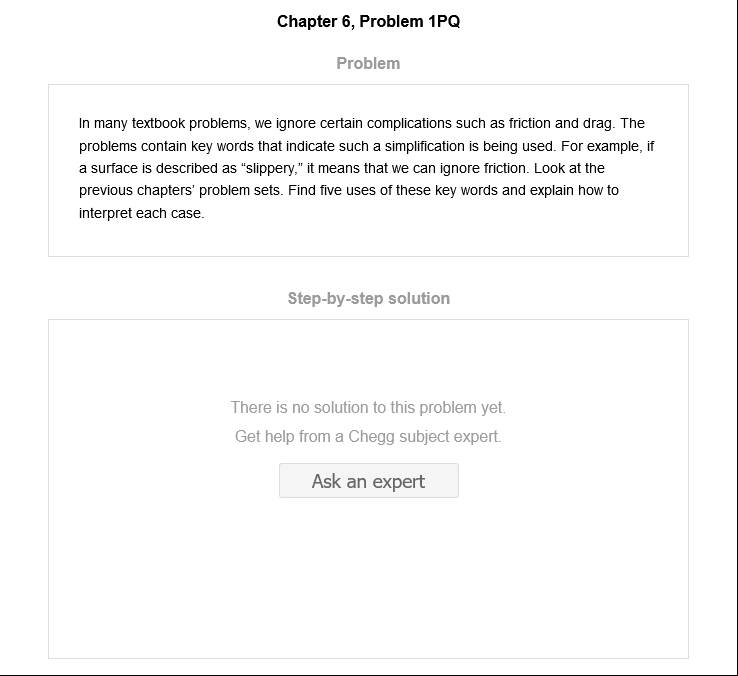 Chapter 6, Problem 1PQ
Problem
In many textbook problems, we ignore certain complications such as friction and drag. The
problems contain key words that indicate such a simplification is being used. For example, if
a surface is described as “slippery,” it means that we can ignore friction. Look at the
previous chapters’ problem sets. Find five uses of these key words and explain how to
interpret each case.
Step-by-step solution
There is no solution to this problem yet.
Get help from a Chegg subject expert.
Ask an expert